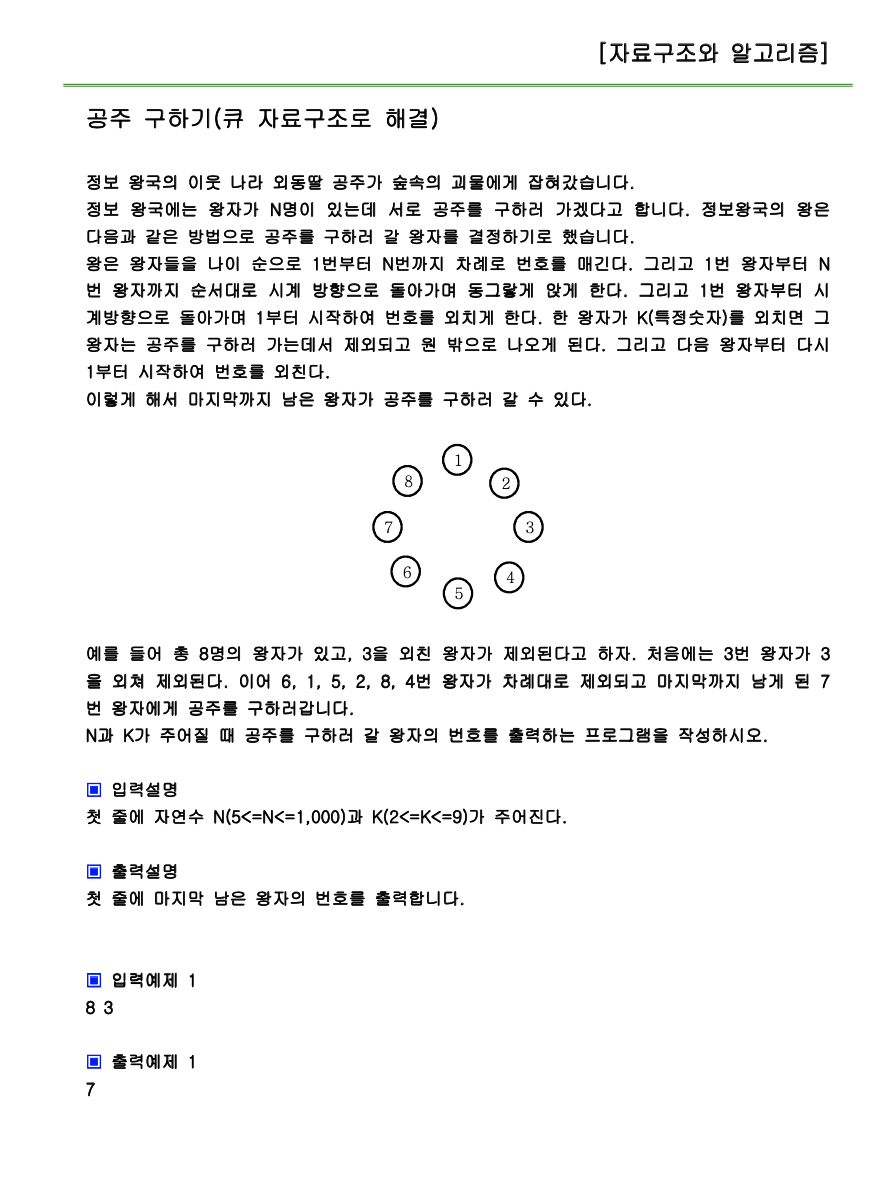 [자료구조와 알고리즘]
공주 구하기(큐 자료구조로 해결)
정보 왕국의 이웃 나라 외동딸 공주가 숲속의 괴물에게 잡혀갔습니다.
정보 왕국에는 왕자가 N명이 있는데 서로 공주를 구하러 가겠다고 합니다. 정보왕국의 왕은
다음과 같은 방법으로 공주를 구하러 갈 왕자를 결정하기로 했습니다.
왕은 왕자들을 나이 순으로 1번부터 N번까지 차례로 번호를 매긴다. 그리고 1번 왕자부터 N
번 왕자까지 순서대로 시계 방향으로 돌아가며 동그랗게 앉게 한다. 그리고 1번 왕자부터 시
계방향으로 돌아가며 1부터 시작하여 번호를 외치게 한다. 한 왕자가 K(특정숫자)를 외치면 그
왕자는 공주를 구하러 가는데서 제외되고 원 밖으로 나오게 된다. 그리고 다음 왕자부터 다시
1부터 시작하여 번호를 외친다.
이렇게 해서 마지막까지 남은 왕자가 공주를 구하러 갈 수 있다.
1
8
2
7
3
6
4
5
예를 들어 총 8명의 왕자가 있고, 3을 외친 왕자가 제외된다고 하자. 처음에는 3번 왕자가 3
을 외쳐 제외된다. 이어 6, 1, 5, 2, 8, 4번 왕자가 차례대로 제외되고 마지막까지 남게 된 7
번 왕자에게 공주를 구하러갑니다.
N과 K가 주어질 때 공주를 구하러 갈 왕자의 번호를 출력하는 프로그램을 작성하시오.
▣ 입력설명
첫 줄에 자연수 N(5<=N<=1,000)과 K(2<=K<=9)가 주어진다.
▣ 출력설명
첫 줄에 마지막 남은 왕자의 번호를 출력합니다.
▣ 입력예제 1
8 3
▣ 출력예제 1
7